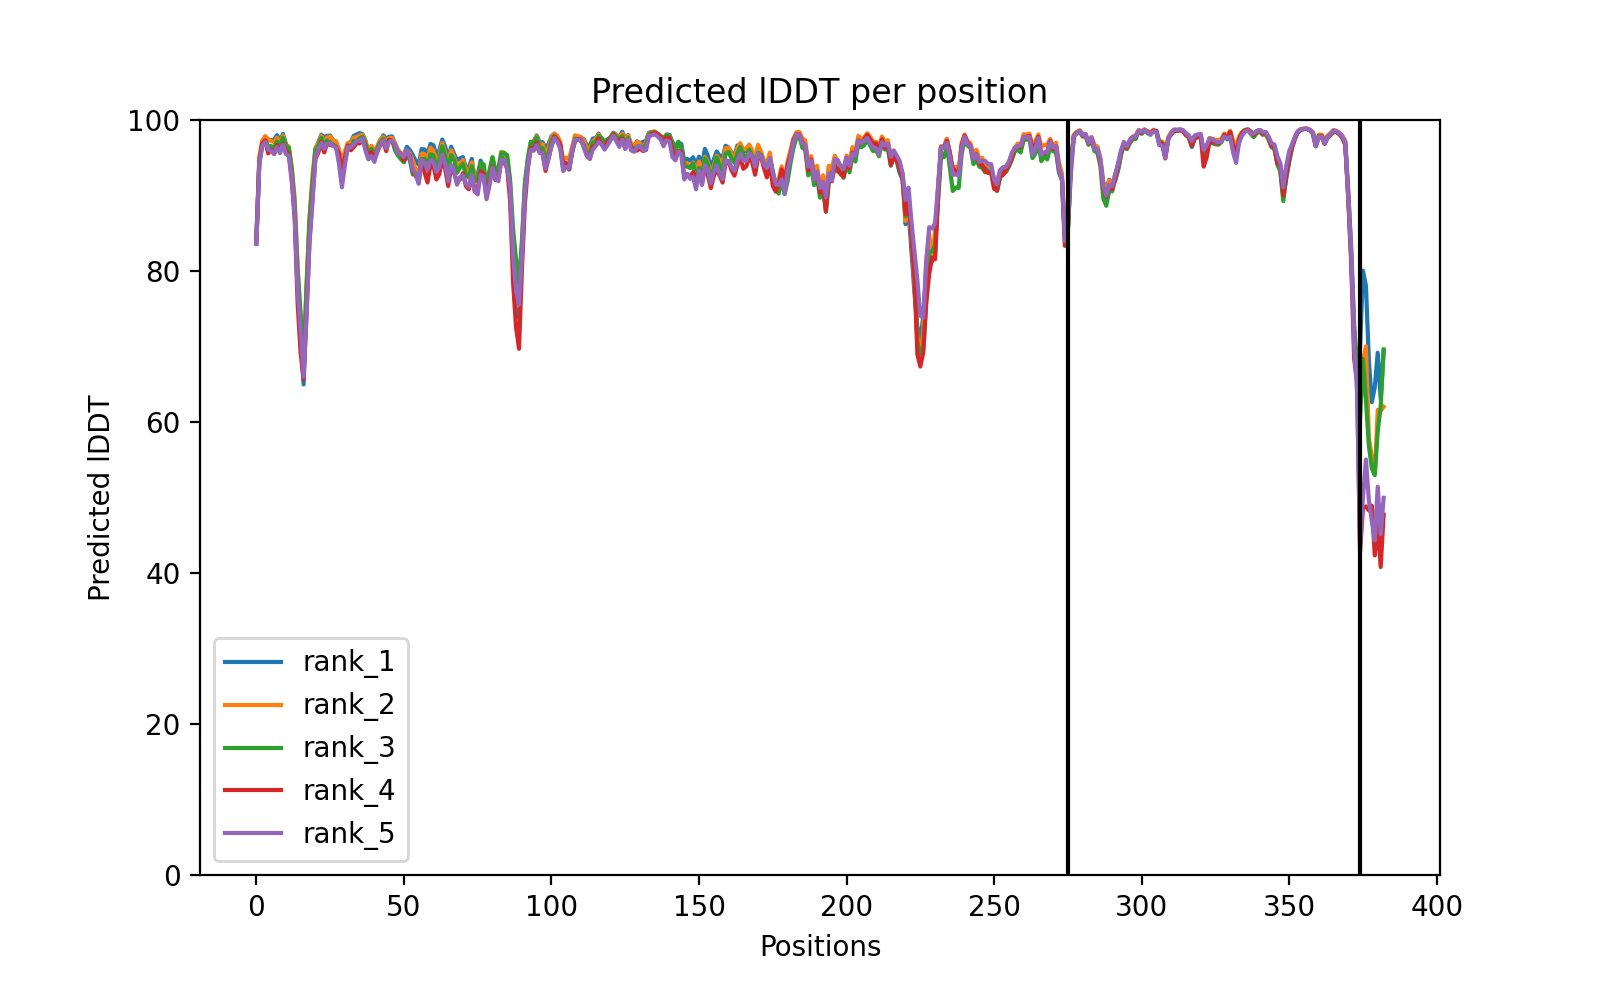 Predicted lDDT per position
100
80
60
40
20
0
Predicted lDDT
rank_1
rank_2
rank_3
rank_4
rank_5
0 50 100 150 200 250 300 350 400
Positions